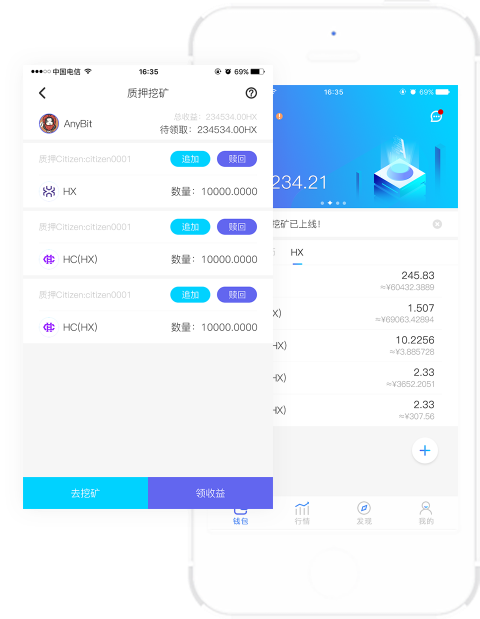 中国电信 16:35 69%
质押挖矿
AnyBit
总收益：234534.00HX
待领取：234534.00HX
质押Citizen:citizen0001 追加 赎回
HX 数量：10000.0000
质押Citizen:citizen0001 追加 赎回
HC(HX) 数量：10000.0000
质押Citizen:citizen0001 追加 赎回
HC(HX) 数量：10000.0000
去挖矿 领收益
16:35 69%
234.21
挖矿已上线！
HX
245.83
≈¥60432.3889
1.507
≈¥69063.42894
HX) 10.2256
≈¥3.885728
HX) 2.33
≈¥3652.2051
HX) 2.33
≈¥307.56
钱包 行情 发现 我的